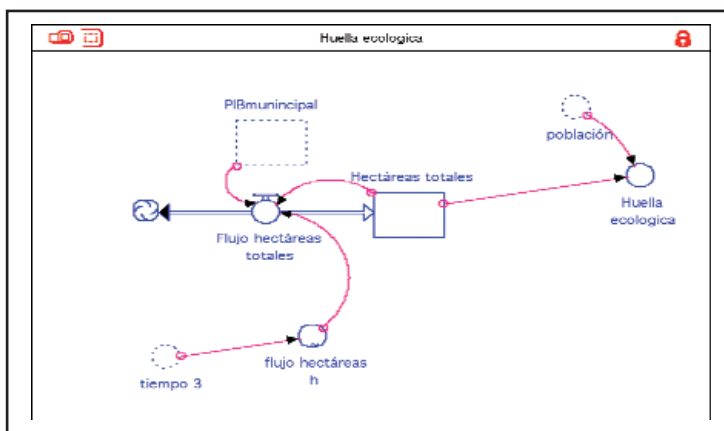 Huella ecologica
PIBmunincipal
población
Hectáreas totales
Huella
ecologica
Flujo hectáreas
totales
flujo hectáreas
h
tiempo 3